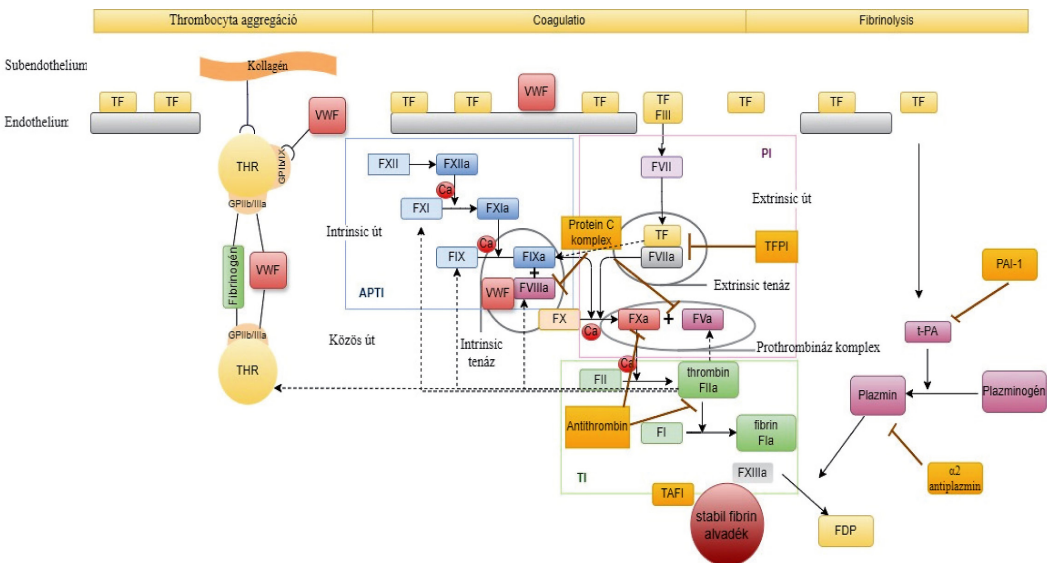 Thrombocyta aggregáció
Coagulatio
Fibrinolysis
Subendothelium
Kollagén
Endothelium
TF
TF
VWF
TF
TF
VWF
TF
TF
FIII
TF
TF
TF
THR
GPIb/IX
GPIIb/IIIa
Fibrinogén
VWF
GPIIb/IIIa
THR
FXII
FXIIa
Ca
FXI
FXIa
Intrinsic út
Ca
FIX
FIXa
+
VWF
FVIIIa
APTI
Közös út
Intrinsic
tenáz
PI
FVII
Extrinsic út
Protein C
komplex
TF
FVIIa
TFPI
Extrinsic tenáz
FX
Ca
FXa
+
FVa
Prothrombináz komplex
Ca
FII
thrombin
FIIa
Antithrombin
FI
fibrin
FIa
TI
FXIIIa
TAFI
stabil fibrin
alvadék
PAI-1
t-PA
Plazmin
Plazminogén
α2
antiplazmin
FDP